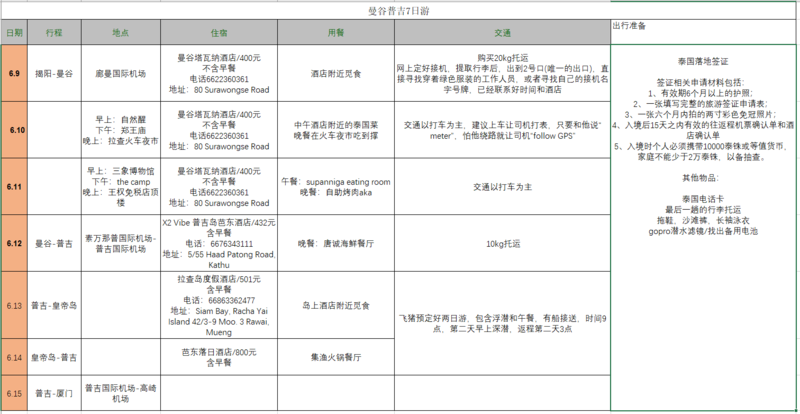 曼谷普吉7日游
日期
行程
地点
住宿
用餐
交通
出行准备
6.9
揭阳-曼谷
廊曼国际机场
曼谷塔瓦纳酒店/400元
不含早餐
电话6622360361
地址：80 Surawongse Road
酒店附近觅食
购买20kg托运
网上定好接机，提取行李后，出到2号口(唯一的出口)，直
接寻找穿着绿色服装的工作人员，或者寻找自己的接机名
字号牌，已经联系好时间和酒店
6.10
早上：自然醒
下午：郑王庙
晚上：拉查火车夜市
曼谷塔瓦纳酒店/400元
不含早餐
电话6622360361
地址：80 Surawongse Road
中午酒店附近的泰国菜
晚餐在火车夜市吃到撑
交通以打车为主，建议上车让司机打表，只要和他说"
meter"，怕他绕路就让司机"follow GPS"
6.11
早上：三象博物馆
下午：the camp
晚上：王权免税店顶
楼
曼谷塔瓦纳酒店/400元
不含早餐
电话6622360361
地址：80 Surawongse Road
午餐：supanniga eating room
晚餐：自助烤肉aka
交通以打车为主
6.12
曼谷-普吉
素万那普国际机场-
普吉国际机场
X2 Vibe 普吉岛芭东酒店/432元
含早餐
电话：6676343111
地址：5/55 Haad Patong Road,
Kathu
晚餐：唐诚海鲜餐厅
10kg托运
6.13
普吉-皇帝岛
拉查岛度假酒店/501元
含早餐
电话：66863362477
地址：Siam Bay, Racha Yai
Island 42/3-9 Moo. 3 Rawai,
Mueng
岛上酒店附近觅食
飞猪预定好两日游，包含浮潜和午餐，有船接送，时间9
点，第二天早上深潜，返程第二天3点
6.14
皇帝岛-普吉
芭东落日酒店/800元
含早餐
集渔火锅餐厅
6.15
普吉-厦门
普吉国际机场-高崎
机场
泰国落地签证
签证相关申请材料包括：
1、有效期6个月以上的护照；
2、一张填写完整的旅游签证申请表；
3、一张六个月内拍的两寸彩色免冠照片；
4、入境后15天之内有效的往返程机票确认单和酒
店确认单
5、入境时个人必须携带10000泰铢或等值货币，
家庭不能少于2万泰铢，以备抽查。
其他物品：
泰国电话卡
最后一趟的行李托运
拖鞋，沙滩裤，长袖泳衣
gopro潜水滤镜/找出备用电池